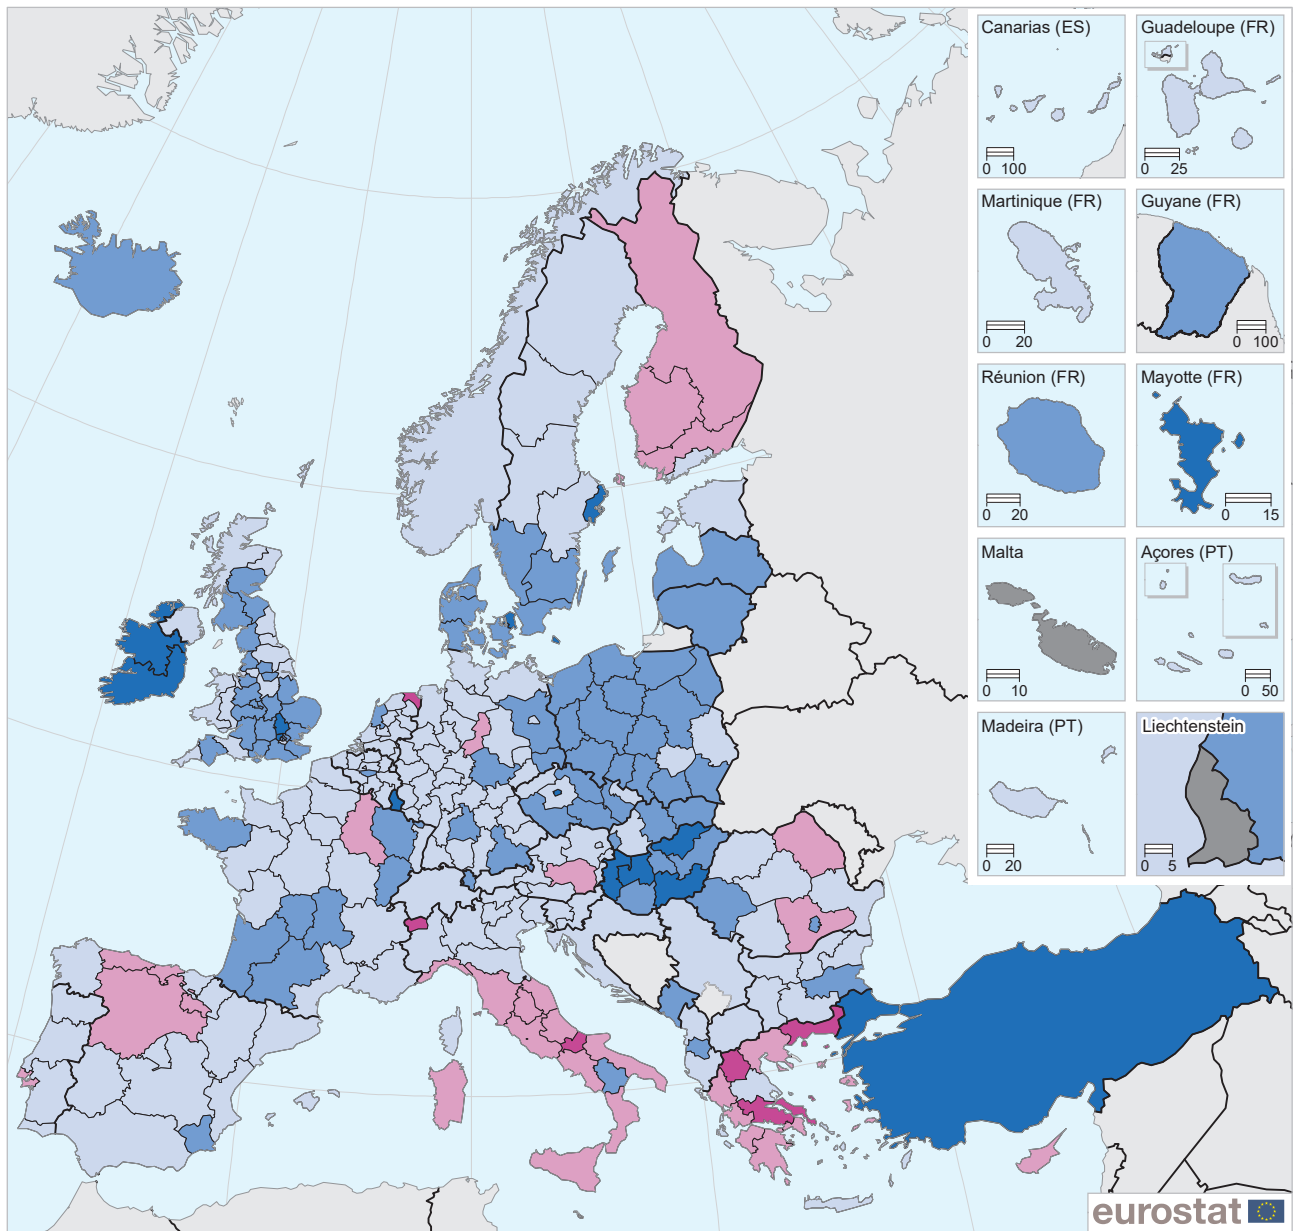 Canarias (ES)
0 100
Guadeloupe (FR)
0 25
Martinique (FR)
0 20
Guyane (FR)
0 100
Réunion (FR)
0 20
Mayotte (FR)
0 15
Malta
0 10
Açores (PT)
0 50
Madeira (PT)
0 20
Liechtenstein
0 5
eurostat